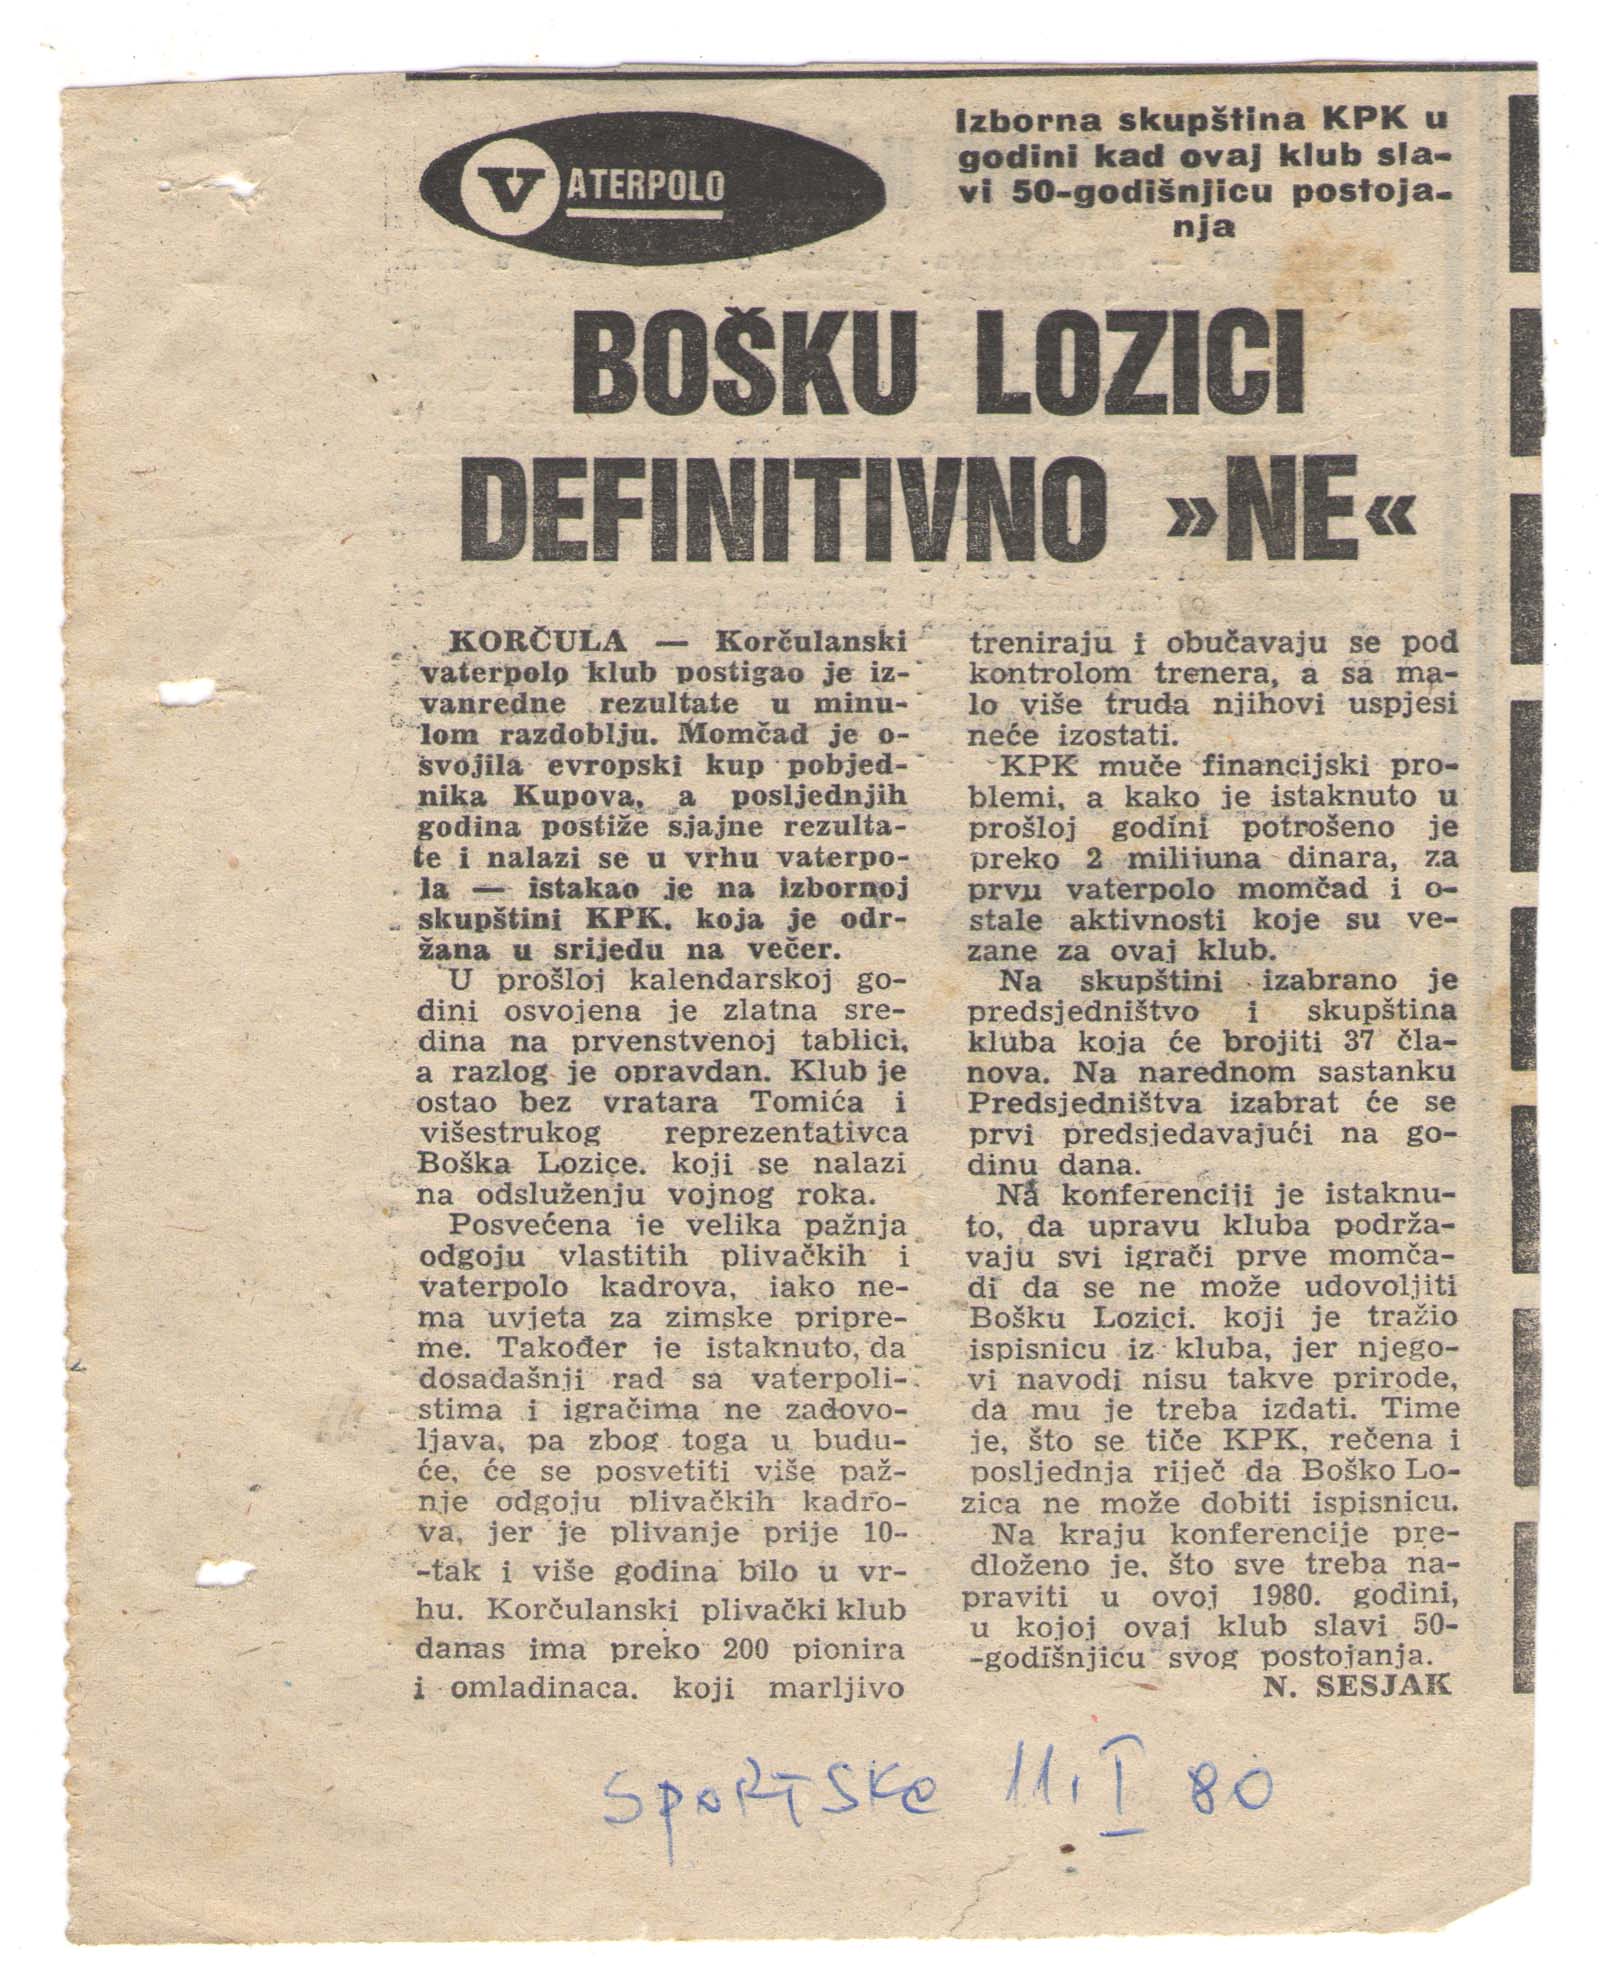 VATERPOLO
Izborna skupština KPK u
godini kad ovaj klub sla-
vi 50-godišnjicu postoja-
nja
BOŠKU LOZICI
DEFINITIVNO »NE«
KORČULA — Korčulanski
vaterpolo klub postigao je iz-
vanredne rezultate u minu-
lom razdoblju. Momčad je o-
svojila evropski kup pobjed-
nika Kupova, a posljednjih
godina postiže sjajne rezulta-
te i nalazi se u vrhu vaterpo-
la — istakao je na izbornoj
skupštini KPK, koja je odr-
žana u srijedu na večer.
U prošloj kalendarskoj go-
dini osvojena je zlatna sre-
dina na prvenstvenoj tablici,
a razlog je opravdan. Klub je
ostao bez vratara Tomića i
višestrukog reprezentativca
Boška Lozice. koji se nalazi
na odsluženju vojnog roka.
Posvećena je velika pažnja
odgoju vlastitih plivačkih i
vaterpolo kadrova, iako ne-
ma uvjeta za zimske pripre-
me. Također je istaknuto, da
dosadašnji rad sa vaterpoli-
stima i igračima ne zadovo-
ljava, pa zbog toga u budu-
će, će se posvetiti više paž-
nje odgoju plivačkih kadro-
va, jer je plivanje prije 10-
-tak i više godina bilo u vr-
hu. Korčulanski plivački klub
danas ima preko 200 pionira
i omladinaca. koji marljivo
treniraju i obučavaju se pod
kontrolom trenera, a sa ma-
lo više truda njihovi uspjesi
neće izostati.
KPK muče financijski pro-
blemi, a kako je istaknuto u
prošloj godini potrošeno je
preko 2 milijuna dinara, za
prvu vaterpolo momčad i o-
stale aktivnosti koje su ve-
zane za ovaj klub.
Na skupštini izabrano je
predsjedništvo i skupština
kluba koja će brojiti 37 čla-
nova. Na narednom sastanku
Predsjedništva izabrat će se
prvi predsjedavajući na go-
dinu dana.
Na konferenciji je istaknu-
to, da upravu kluba podrža-
vaju svi igrači prve momča-
di da se ne može udovoljiti
Bošku Lozici. koji je tražio
ispisnicu iz kluba, jer njego-
vi navodi nisu takve prirode,
da mu je treba izdati. Time
je, što se tiče KPK, rečena i
posljednja riječ da Boško Lo-
zica ne može dobiti ispisnicu.
Na kraju konferencije pre-
dloženo je, što sve treba na-
praviti u ovoj 1980. godini,
u kojoj ovaj klub slavi 50-
-godišnjicu svog postojanja.
N. SESJAK
SPORTSKE 11. I 80